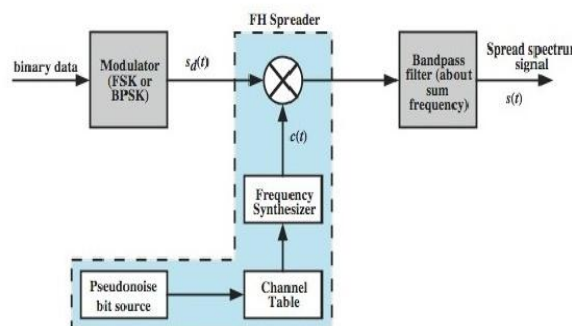 FH Spreader
binary data
Modulator
(FSK or
BPSK)
sd(t)
Bandpass
filter (about
sum
frequency)
Spread spectrum
signal
s(t)
c(t)
Frequency
Synthesizer
Pseudonoise
bit source
Channel
Table